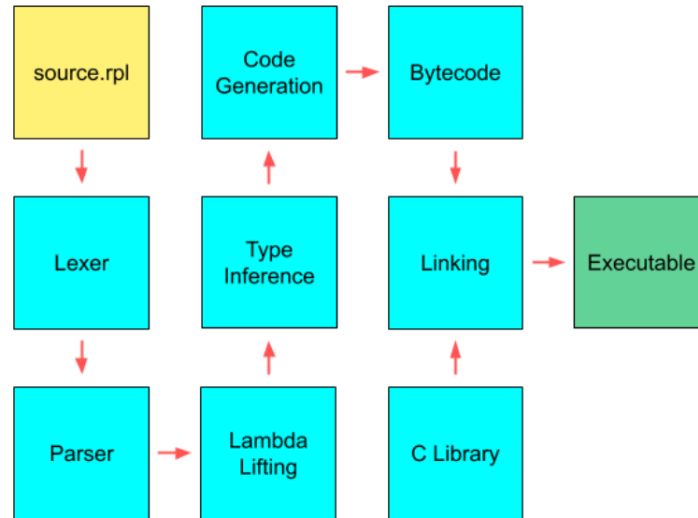 source.rpl
Code
Generation
Bytecode
Lexer
Type
Inference
Linking
Executable
Parser
Lambda
Lifting
C Library